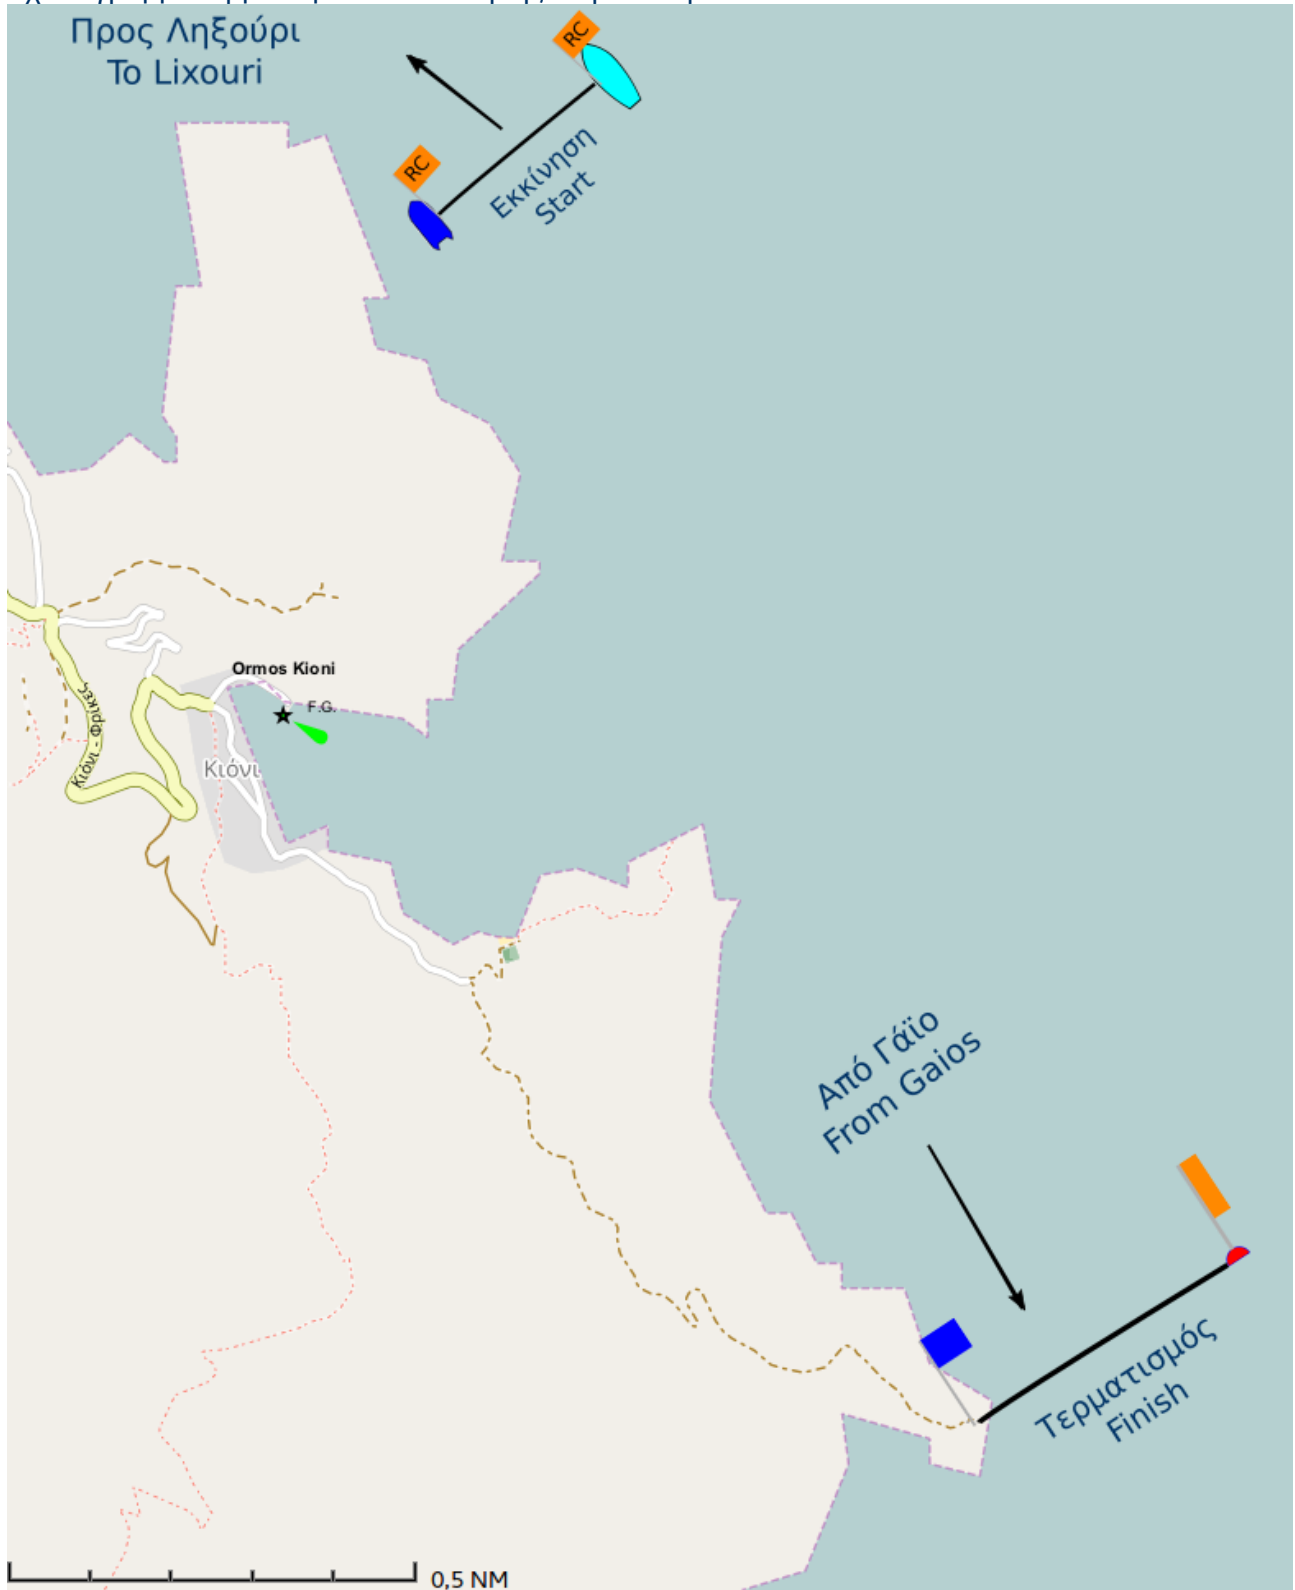 Προς Ληξούρι
To Lixouri
RC
RC
Εκκίνηση
Start
Ormos Kioni
F.G.
Κιόνι - Φρίκες
Κιόνι
Από Γάϊο
From Gaios
Τερματισμός
Finish
0,5 NM